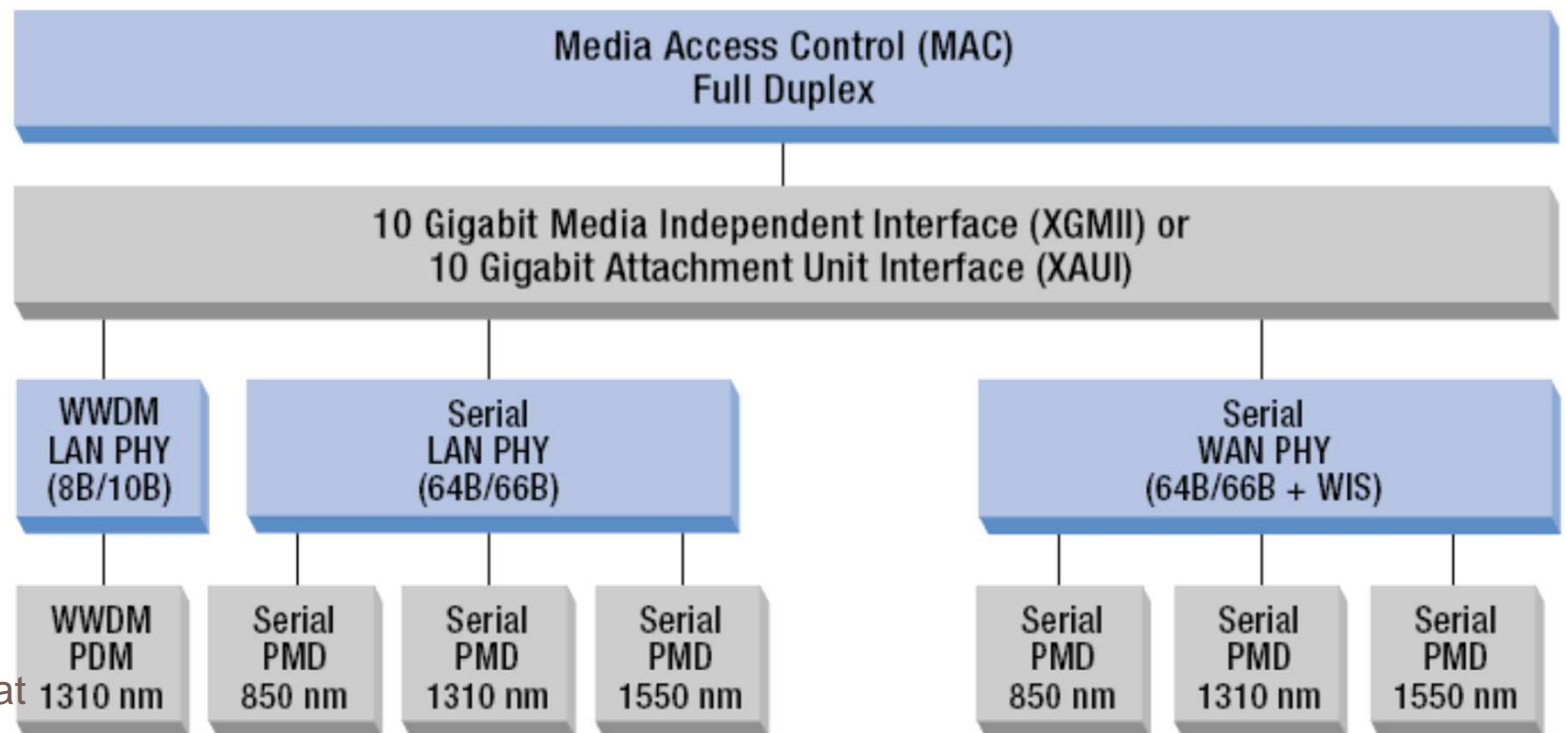 Media Access Control (MAC)
Full Duplex
10 Gigabit Media Independent Interface (XGMII) or
10 Gigabit Attachment Unit Interface (XAUI)
WWDM
LAN PHY
(8B/10B)
Serial
LAN PHY
(64B/66B)
Serial
WAN PHY
(64B/66B + WIS)
WWDM
PDM
1310 nm
Serial
PMD
850 nm
Serial
PMD
1310 nm
Serial
PMD
1550 nm
Serial
PMD
850 nm
Serial
PMD
1310 nm
Serial
PMD
1550 nm
at